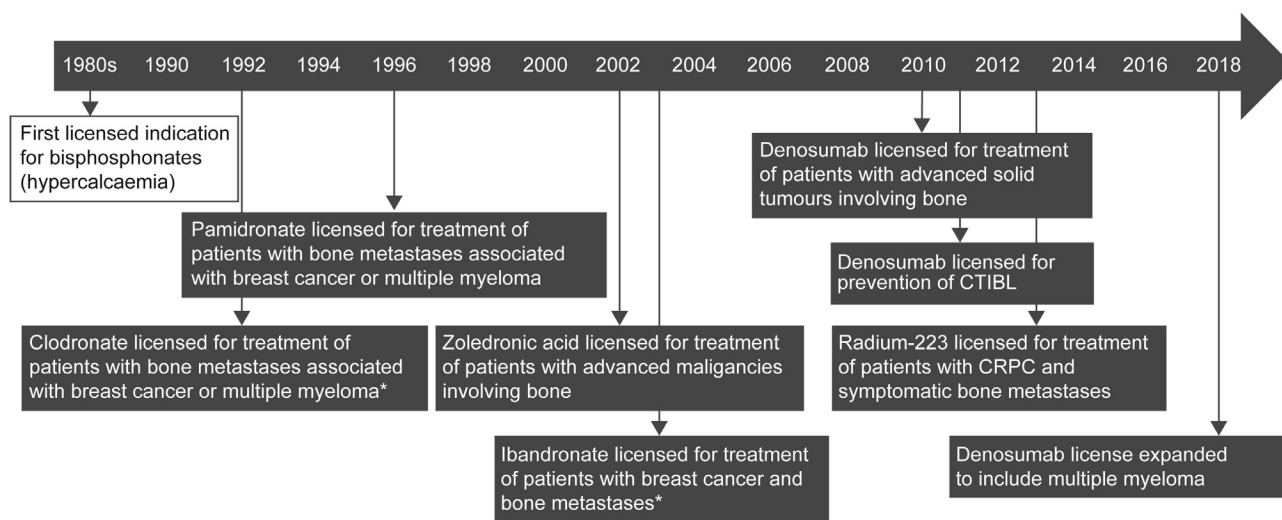 1980s 1990 1992 1994 1996 1998 2000 2002 2004 2006 2008 2010 2012 2014 2016 2018
First licensed indication
for bisphosphonates
(hypercalcaemia)
Denosumab licensed for treatment
of patients with advanced solid
tumours involving bone
Pamidronate licensed for treatment of
patients with bone metastases associated
with breast cancer or multiple myeloma
Denosumab licensed for
prevention of CTIBL
Clodronate licensed for treatment of
patients with bone metastases associated
with breast cancer or multiple myeloma*
Zoledronic acid licensed for treatment
of patients with advanced maligancies
involving bone
Radium-223 licensed for treatment
of patients with CRPC and
symptomatic bone metastases
Ibandronate licensed for treatment
of patients with breast cancer and
bone metastases*
Denosumab license expanded
to include multiple myeloma